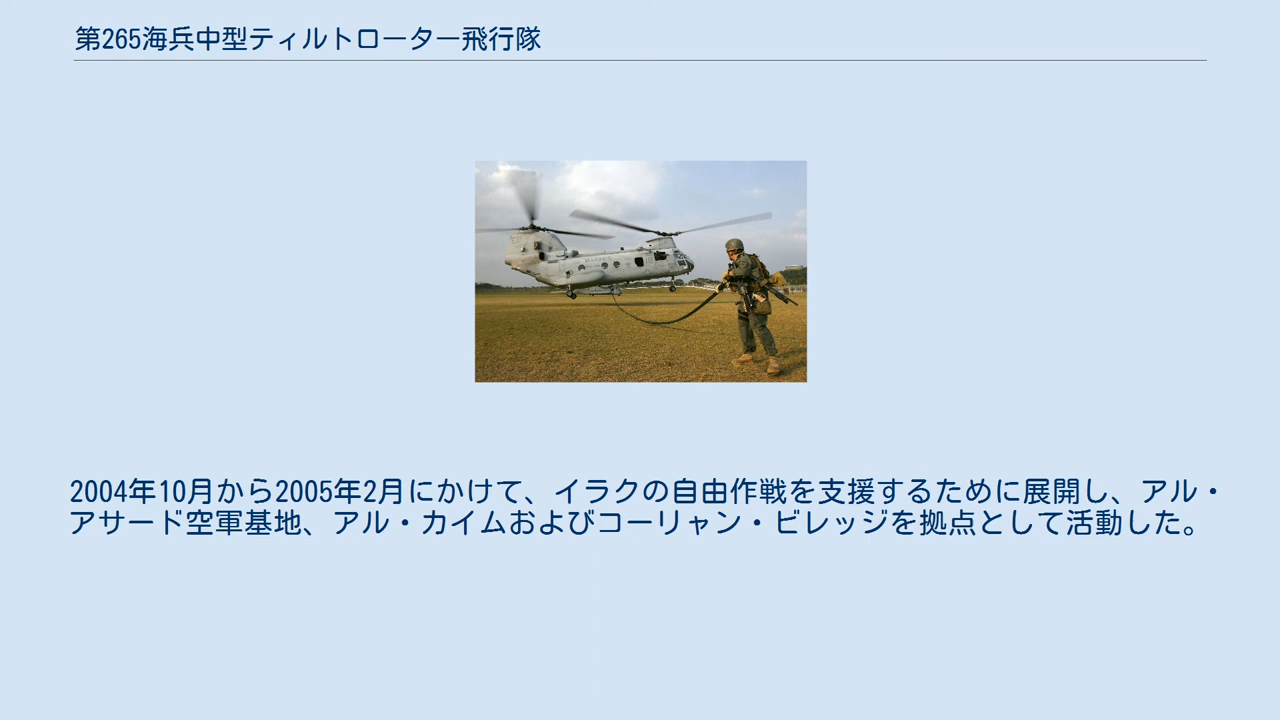 第265海兵中型ティルトローター飛行隊
2004年10月から2005年2月にかけて、イラクの自由作戦を支援するために展開し、アル・
アサード空軍基地、アル・カイムおよびコーリャン・ビレッジを拠点として活動した。